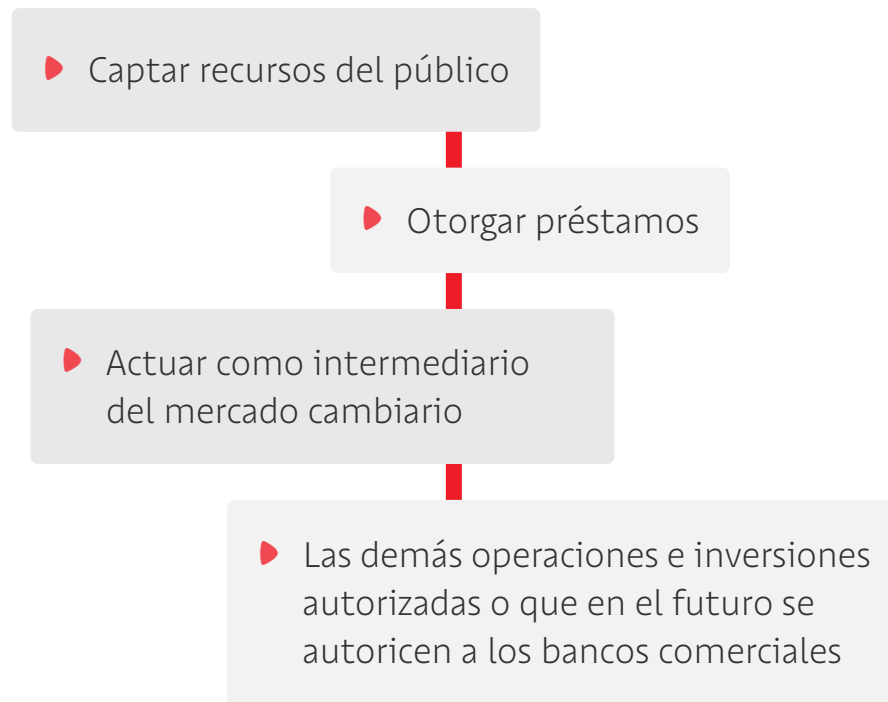 Captar recursos del público
Otorgar préstamos
Actuar como intermediario
del mercado cambiario
Las demás operaciones e inversiones
autorizadas o que en el futuro se
autoricen a los bancos comerciales